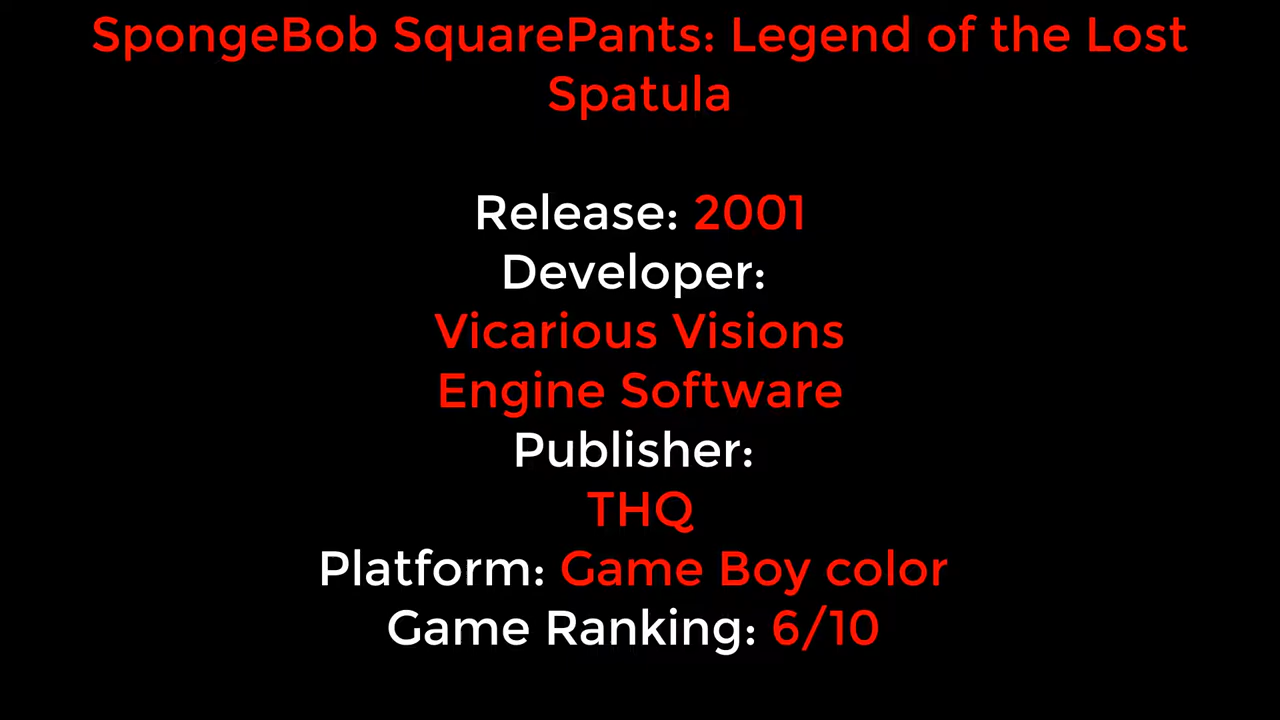 SpongeBob SquarePants: Legend of the Lost
Spatula
Release: 2001
Developer:
Vicarious Visions
Engine Software
Publisher:
THQ
Platform: Game Boy color
Game Ranking: 6/10